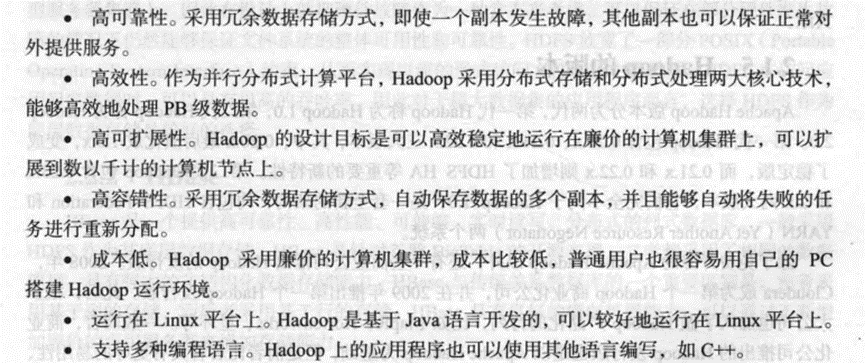 ● 高可靠性。采用冗余数据存储方式，即使一个副本发生故障，其他副本也可以保证正常对
外提供服务。
● 高效性。作为并行分布式计算平台，Hadoop 采用分布式存储和分布式处理两大核心技术，
能够高效地处理 PB 级数据。
● 高可扩展性。Hadoop 的设计目标是可以高效稳定地运行在廉价的计算机集群上，可以扩
展到数以千计的计算机节点上。
● 高容错性。采用冗余数据存储方式，自动保存数据的多个副本，并且能够自动将失败的任
务进行重新分配。
● 成本低。Hadoop 采用廉价的计算机集群，成本比较低，普通用户也很容易用自己的 PC
搭建 Hadoop 运行环境。
● 运行在 Linux 平台上。Hadoop 是基于 Java 语言开发的，可以较好地运行在 Linux 平台上。
● 支持多种编程语言。Hadoop 上的应用程序也可以使用其他语言编写，如 C++。